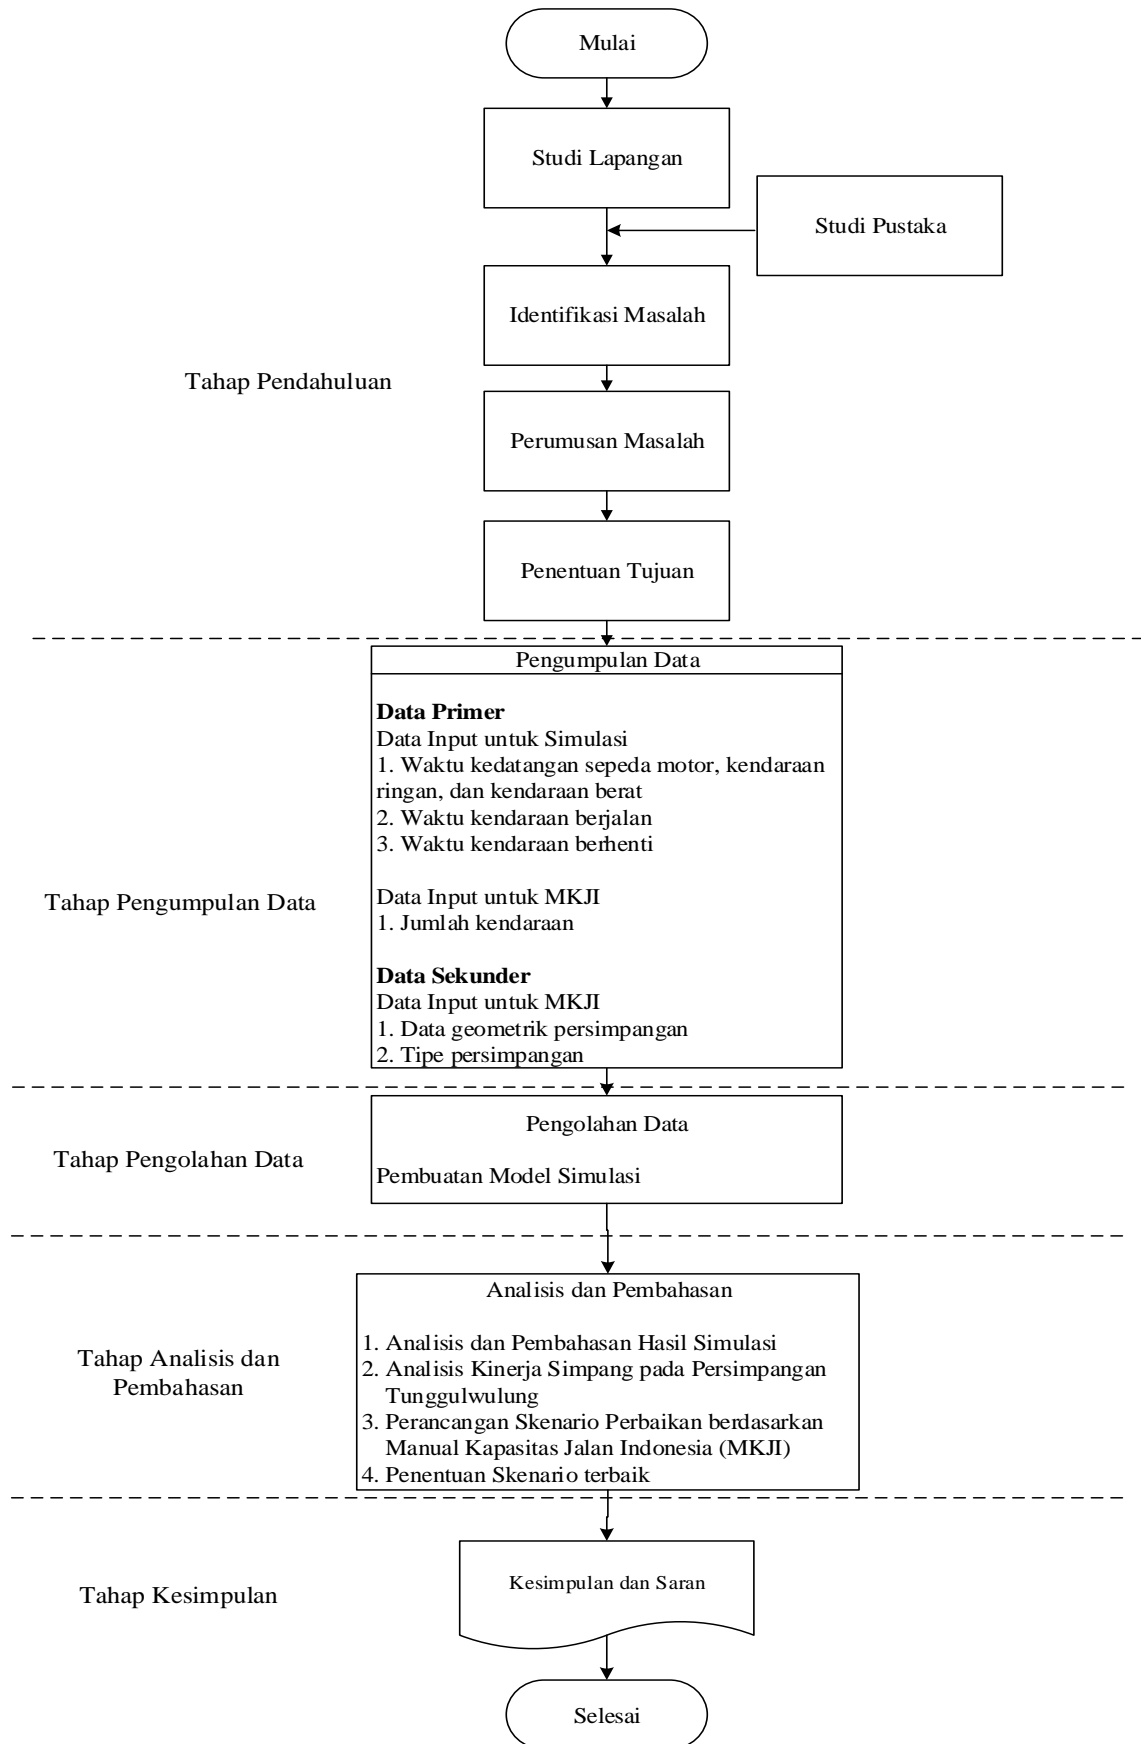 Mulai
Studi Lapangan
Studi Pustaka
Identifikasi Masalah
Tahap Pendahuluan
Perumusan Masalah
Penentuan Tujuan
Pengumpulan Data
Data Primer
Data Input untuk Simulasi
1. Waktu kedatangan sepeda motor, kendaraan
ringan, dan kendaraan berat
2. Waktu kendaraan berjalan
3. Waktu kendaraan berhenti
Tahap Pengumpulan Data
Data Input untuk MKJI
1. Jumlah kendaraan
Data Sekunder
Data Input untuk MKJI
1. Data geometrik persimpangan
2. Tipe persimpangan
Tahap Pengolahan Data
Pengolahan Data
Pembuatan Model Simulasi
Tahap Analisis dan
Pembahasan
Analisis dan Pembahasan
1. Analisis dan Pembahasan Hasil Simulasi
2. Analisis Kinerja Simpang pada Persimpangan
Tunggulwulung
3. Perancangan Skenario Perbaikan berdasarkan
Manual Kapasitas Jalan Indonesia (MKJI)
4. Penentuan Skenario terbaik
Tahap Kesimpulan
Kesimpulan dan Saran
Selesai